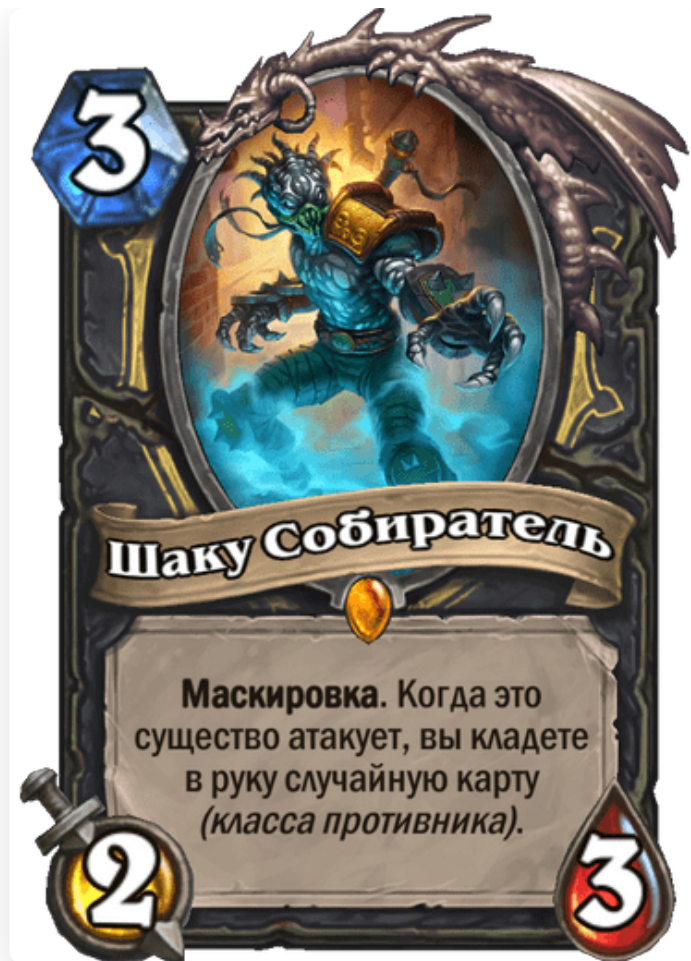 3
Шаку Собиратель
Маскировка. Когда это
существо атакует, вы кладете
в руку случайную карту
(класса противника).
2
3